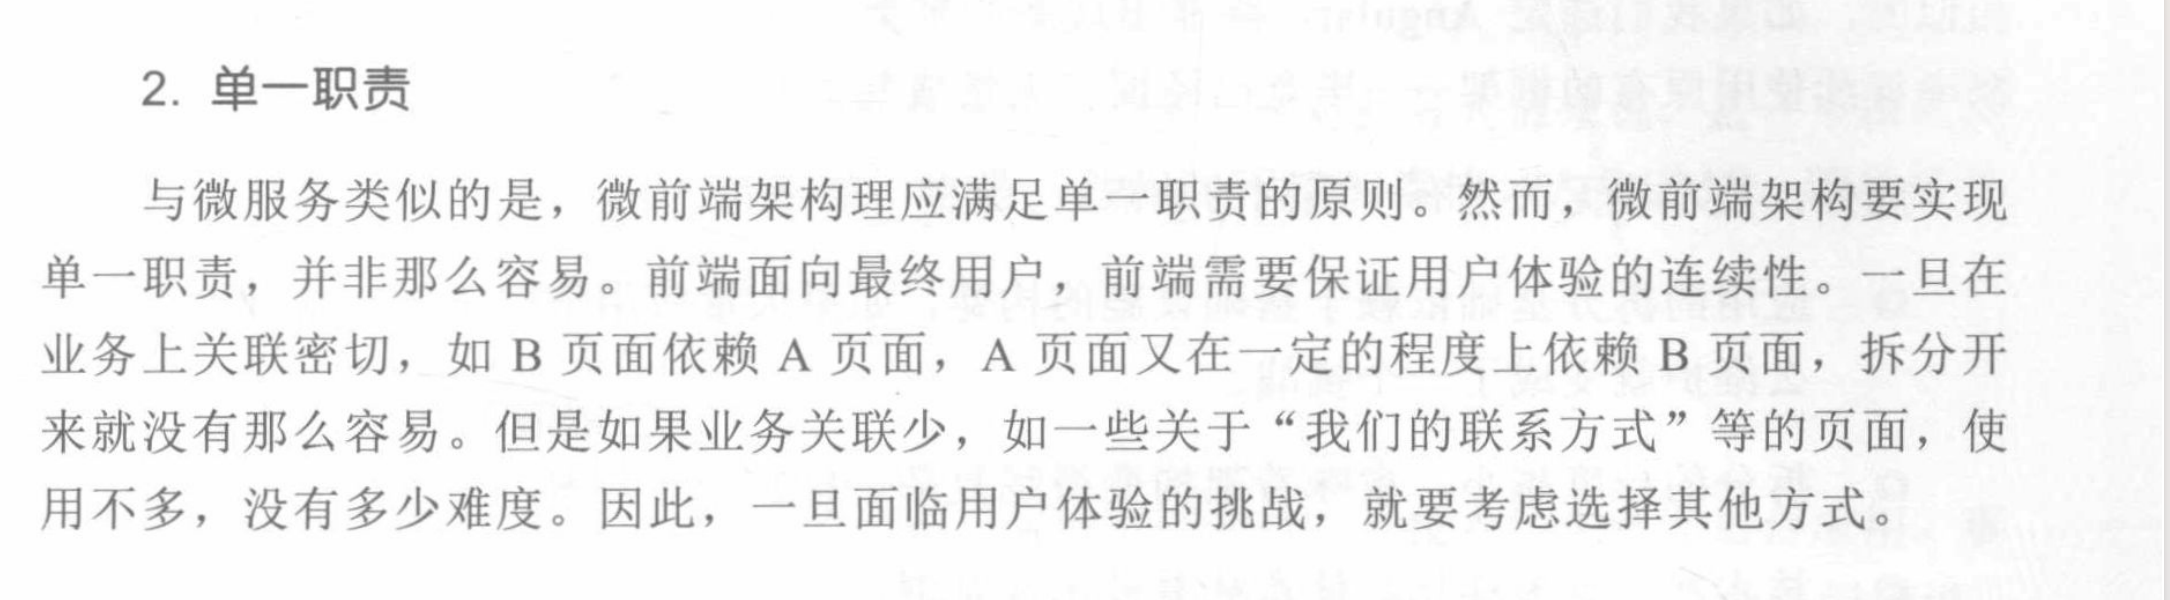 2. 单一职责
与微服务类似的是，微前端架构理应满足单一职责的原则。然而，微前端架构要实现
单一职责，并非那么容易。前端面向最终用户，前端需要保证用户体验的连续性。一旦在
业务上关联密切，如 B 页面依赖 A 页面，A 页面又在一定的程度上依赖 B 页面，拆分开
来就没有那么容易。但是如果业务关联少，如一些关于“我们的联系方式”等的页面，使
用不多，没有多少难度。因此，一旦面临用户体验的挑战，就要考虑选择其他方式。